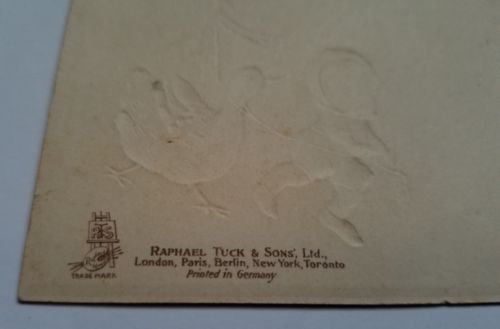 RAPHAEL TUCK & SONS', LTD.,
London, Paris, Berlin, New York, Toronto
Printed in Germany
TRADE MARK